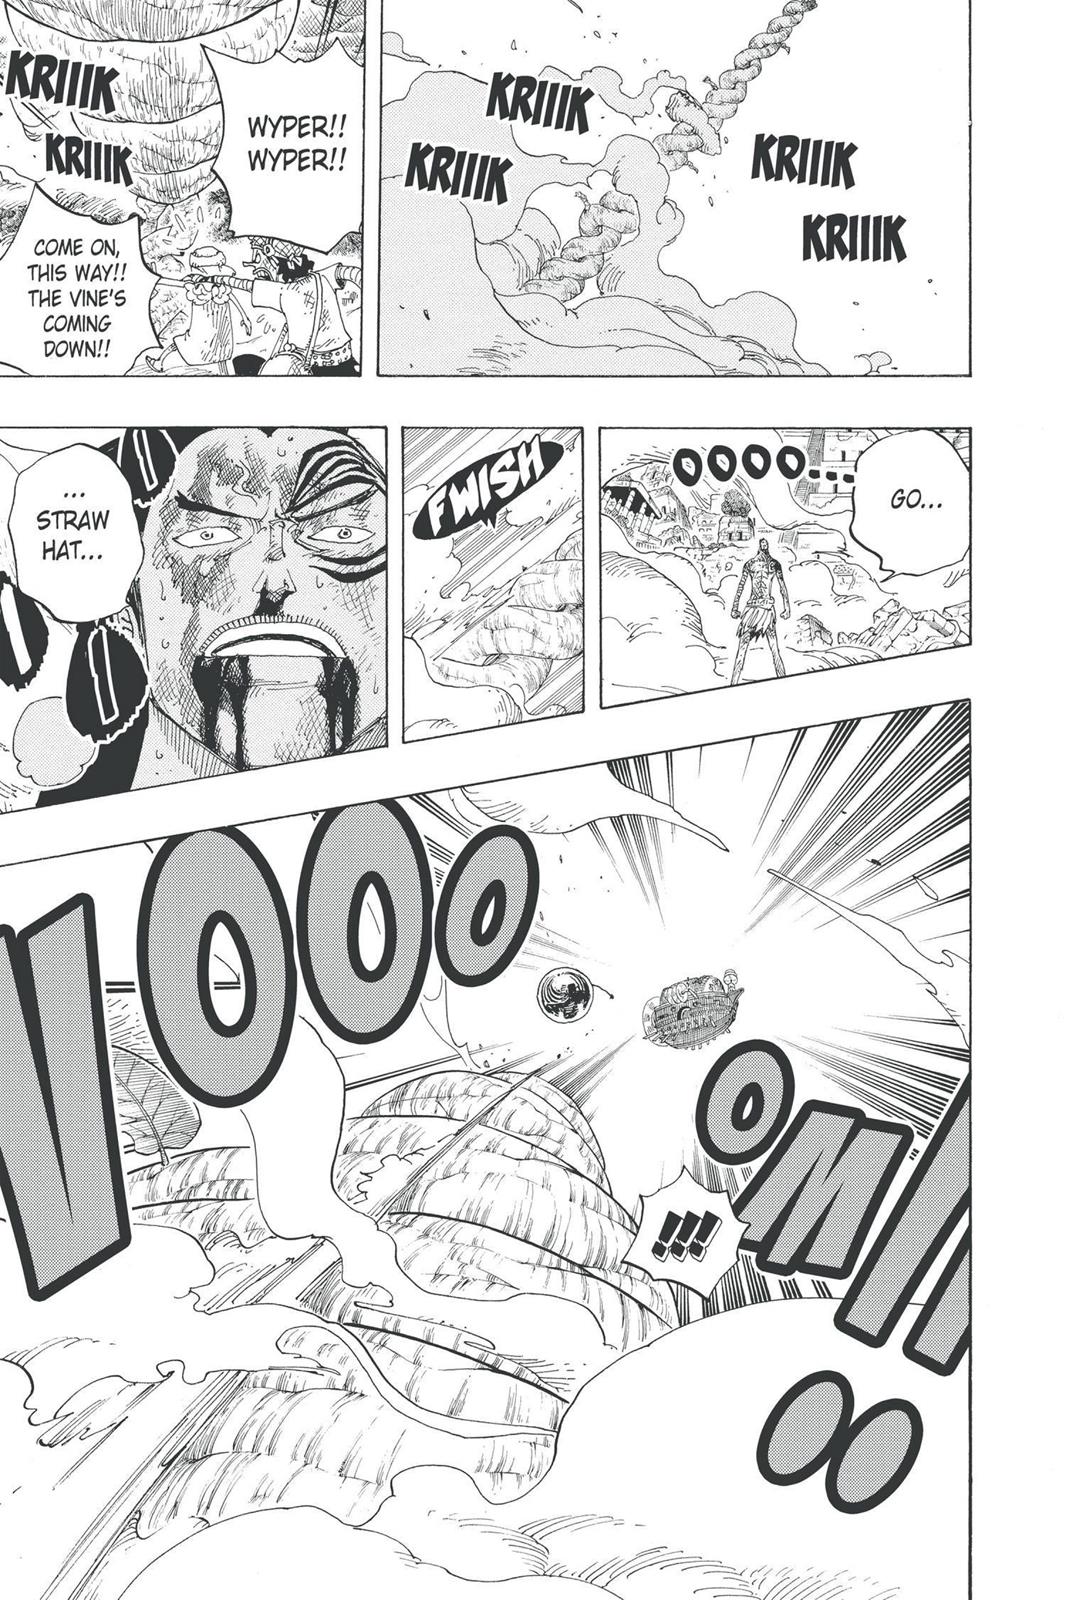 KRIIIK
KRIIIK
KRIIIK
KRIIIK
WYPER!!
WYPER!!
KRIIIK
KRIIIK
COME ON,
THIS WAY!!
THE VINE'S
COMING
DOWN!!
OOOO...
GO...
FWISH
...
STRAW
HAT...
VOOO
OM
!!!
OO